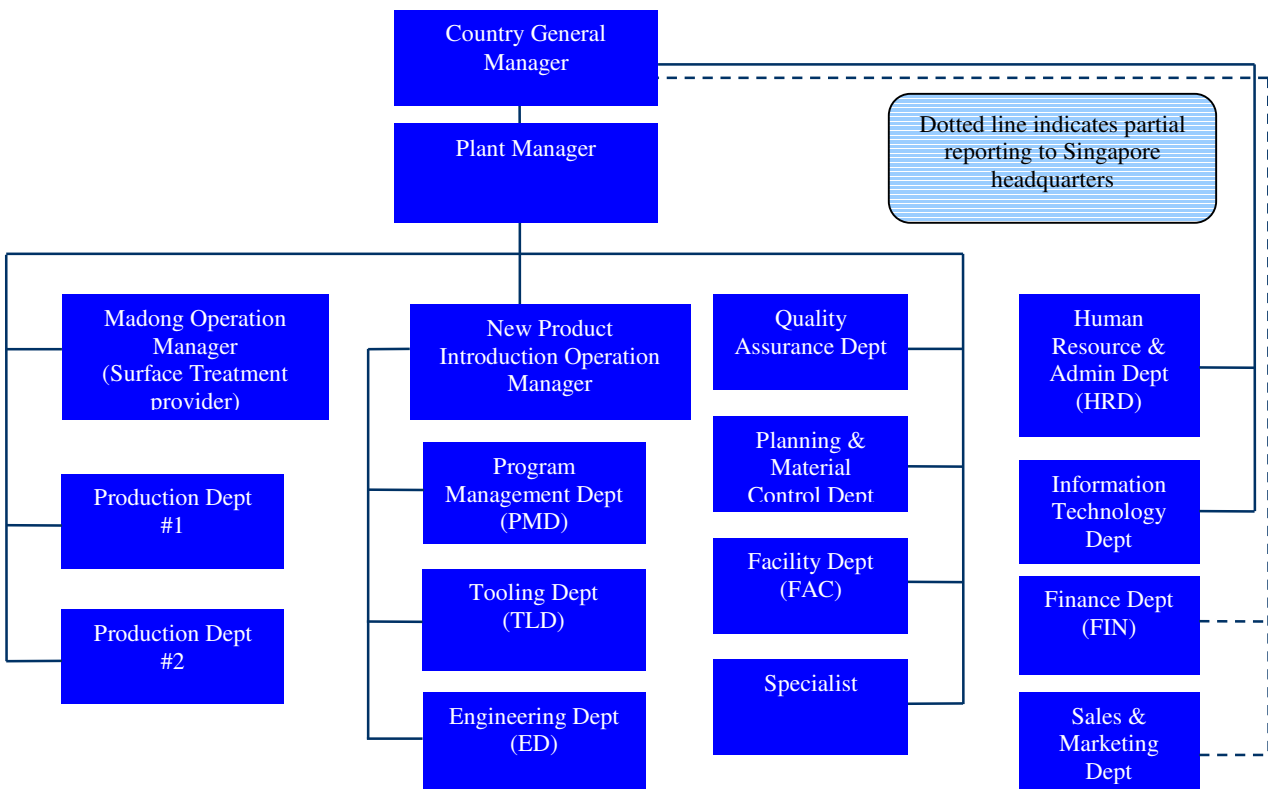 Country General
Manager
Plant Manager
Dotted line indicates partial
reporting to Singapore
headquarters
Madong Operation
Manager
(Surface Treatment
provider)
Production Dept
#1
Production Dept
#2
New Product
Introduction Operation
Manager
Program
Management Dept
(PMD)
Tooling Dept
(TLD)
Engineering Dept
(ED)
Quality
Assurance Dept
Planning &
Material
Control Dept
Facility Dept
(FAC)
Specialist
Human
Resource &
Admin Dept
(HRD)
Information
Technology
Dept
Finance Dept
(FIN)
Sales &
Marketing
Dept